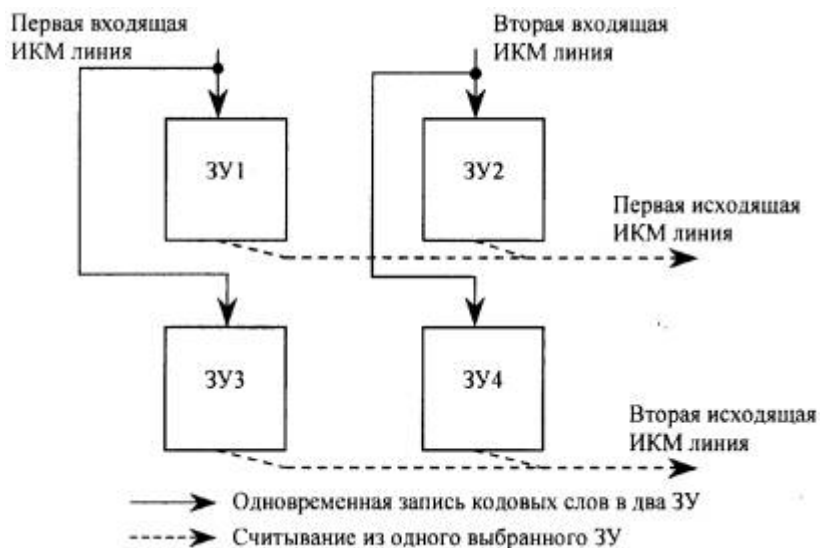 Первая входящая
ИКМ линия
Вторая входящая
ИКМ линия
ЗУ1
ЗУ2
Первая исходящая
ИКМ линия
ЗУ3
ЗУ4
Вторая исходящая
ИКМ линия
Одновременная запись кодовых слов в два ЗУ
Считывание из одного выбранного ЗУ